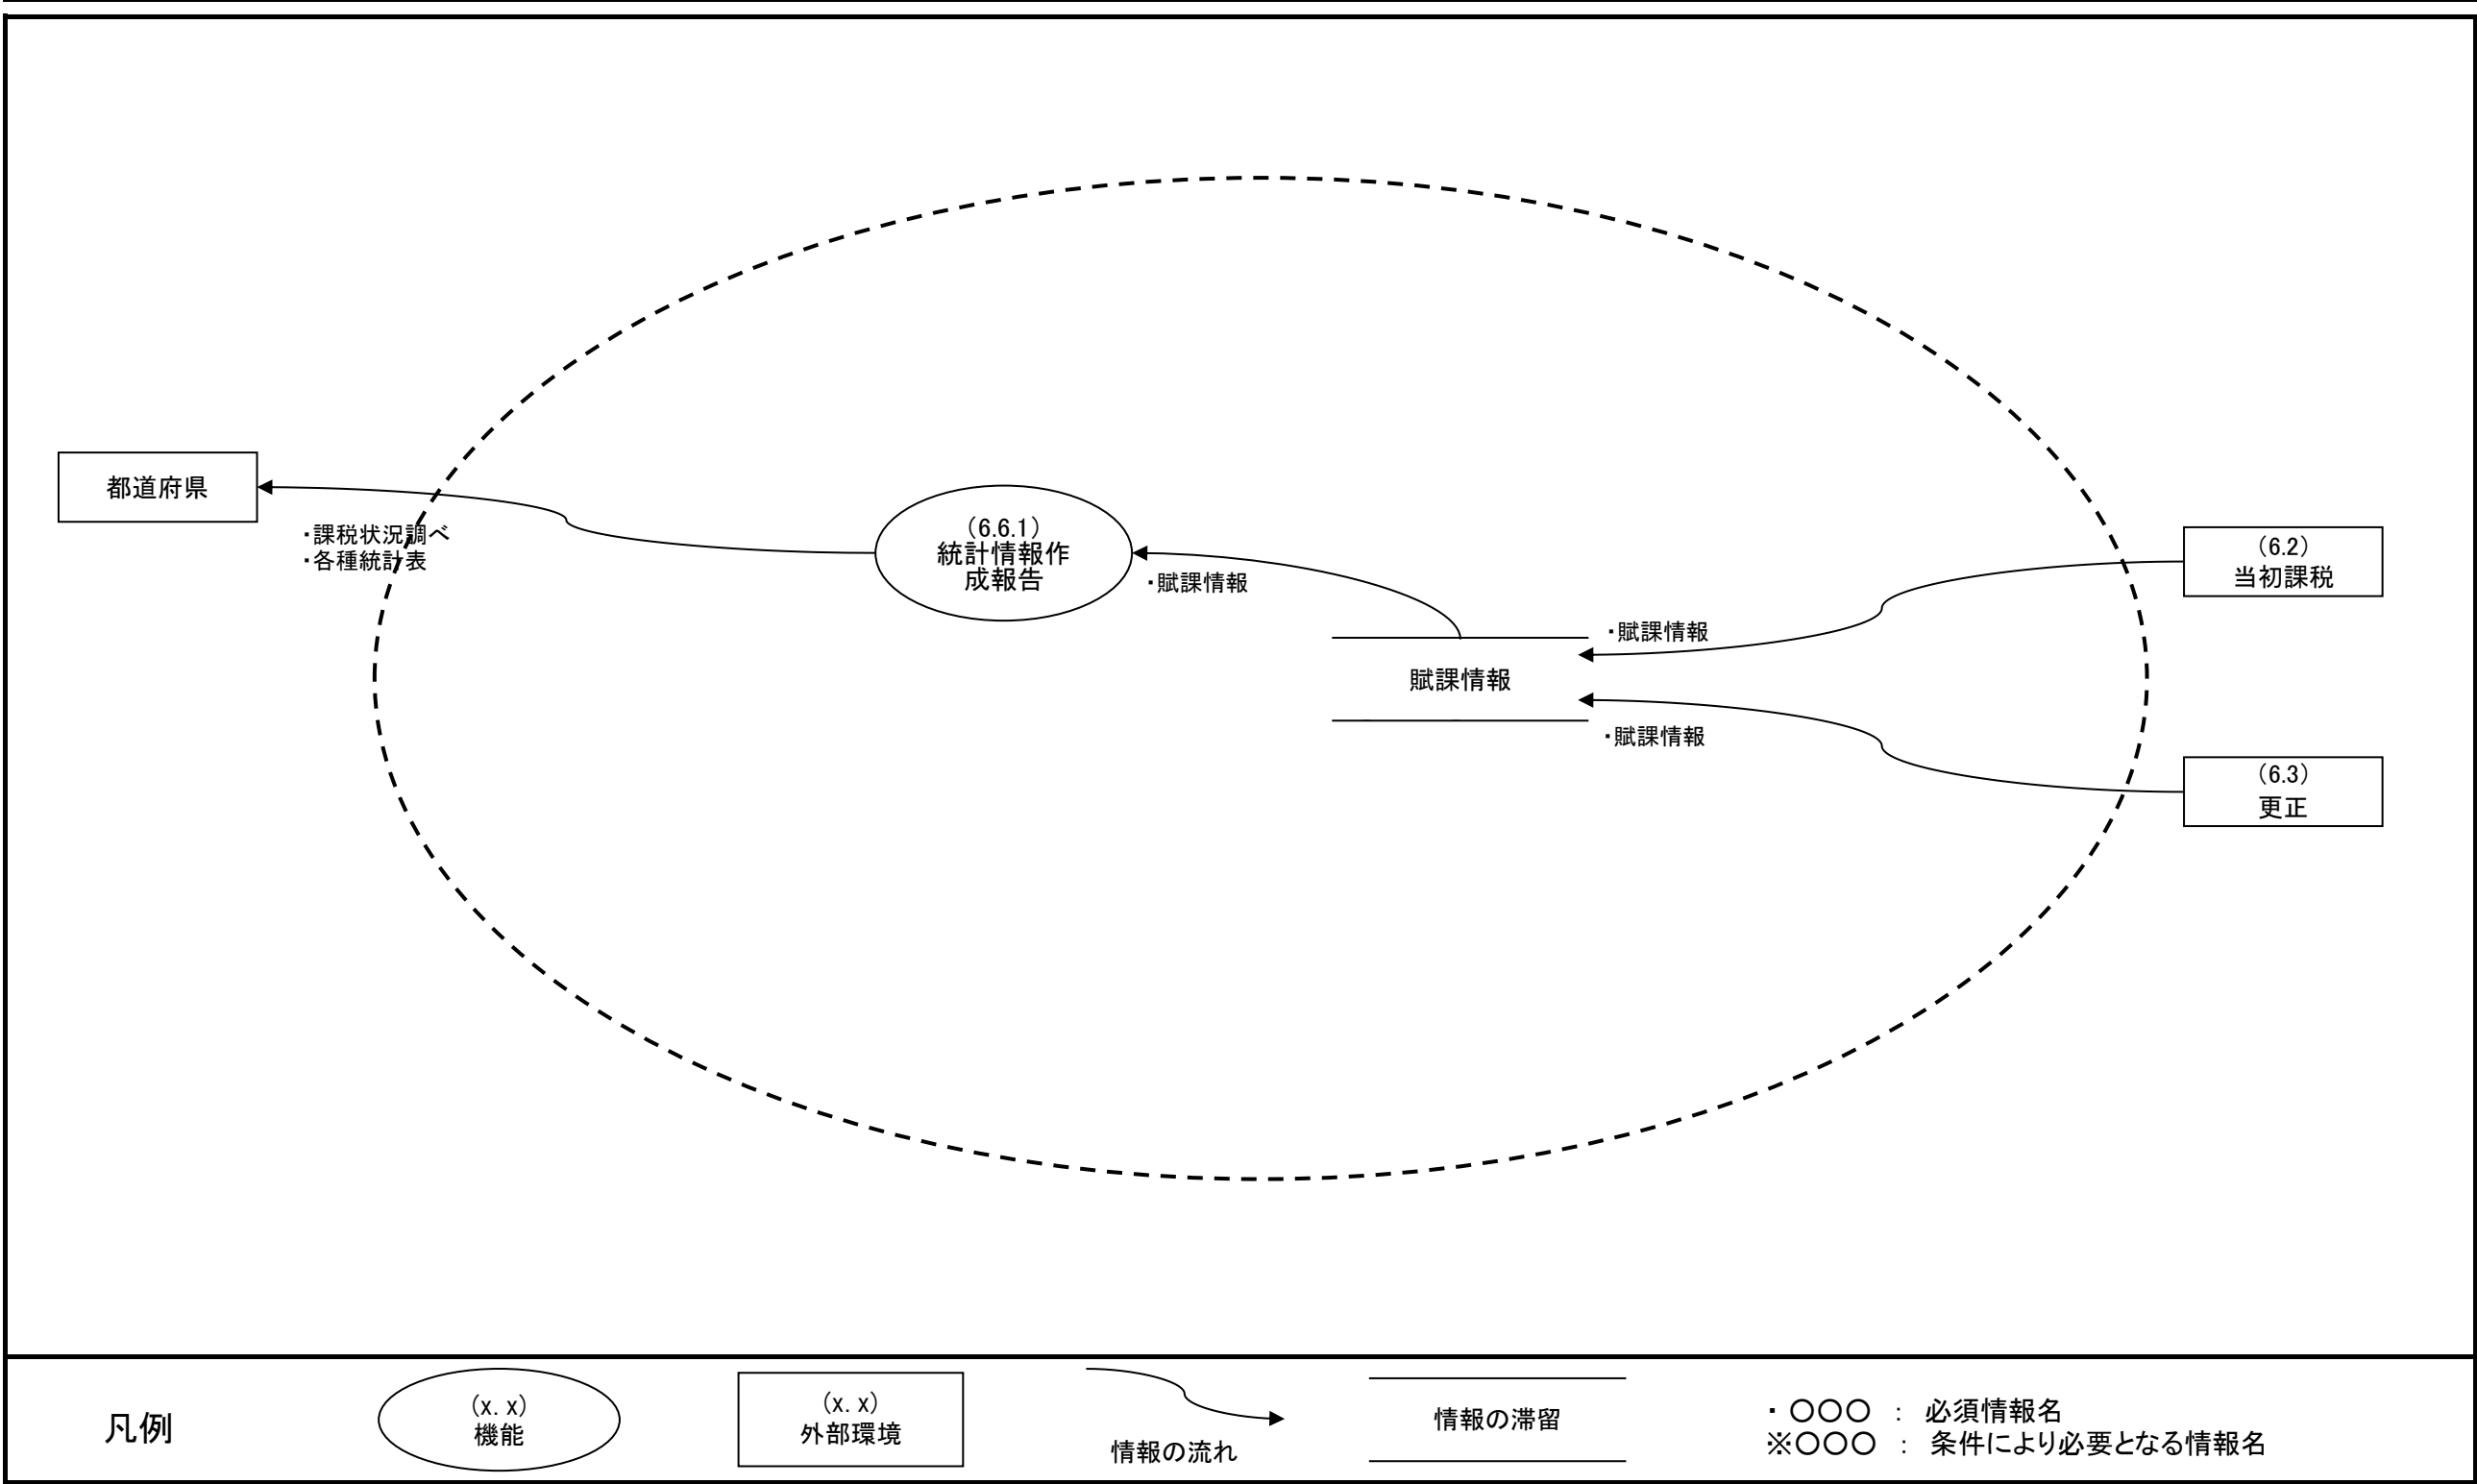 都道府県
・課税状況調べ
・各種統計表
（6.6.1）
統計情報作
成報告
・賦課情報
（6.2）
当初課税
・賦課情報
賦課情報
・賦課情報
（6.3）
更正
凡例
（x．x）
機能
（x．x）
外部環境
情報の流れ
情報の滞留
・ 〇〇〇 ： 必須情報名
※〇〇〇 ： 条件により必要となる情報名